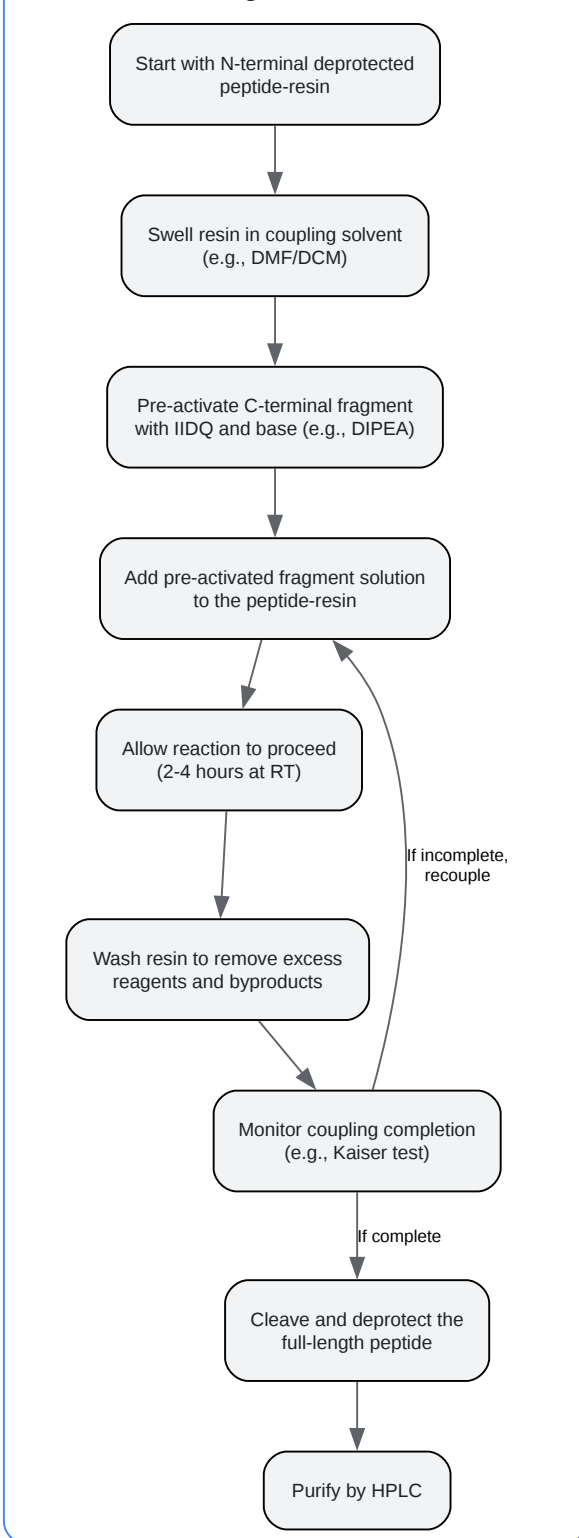 Start with N-terminal deprotected
peptide-resin
Swell resin in coupling solvent
(e.g., DMF/DCM)
Pre-activate C-terminal fragment
with IIDQ and base (e.g., DIPEA)
Add pre-activated fragment solution
to the peptide-resin
Allow reaction to proceed
(2-4 hours at RT)
If incomplete,
recouple
Wash resin to remove excess
reagents and byproducts
Monitor coupling completion
(e.g., Kaiser test)
If complete
Cleave and deprotect the
full-length peptide
Purify by HPLC